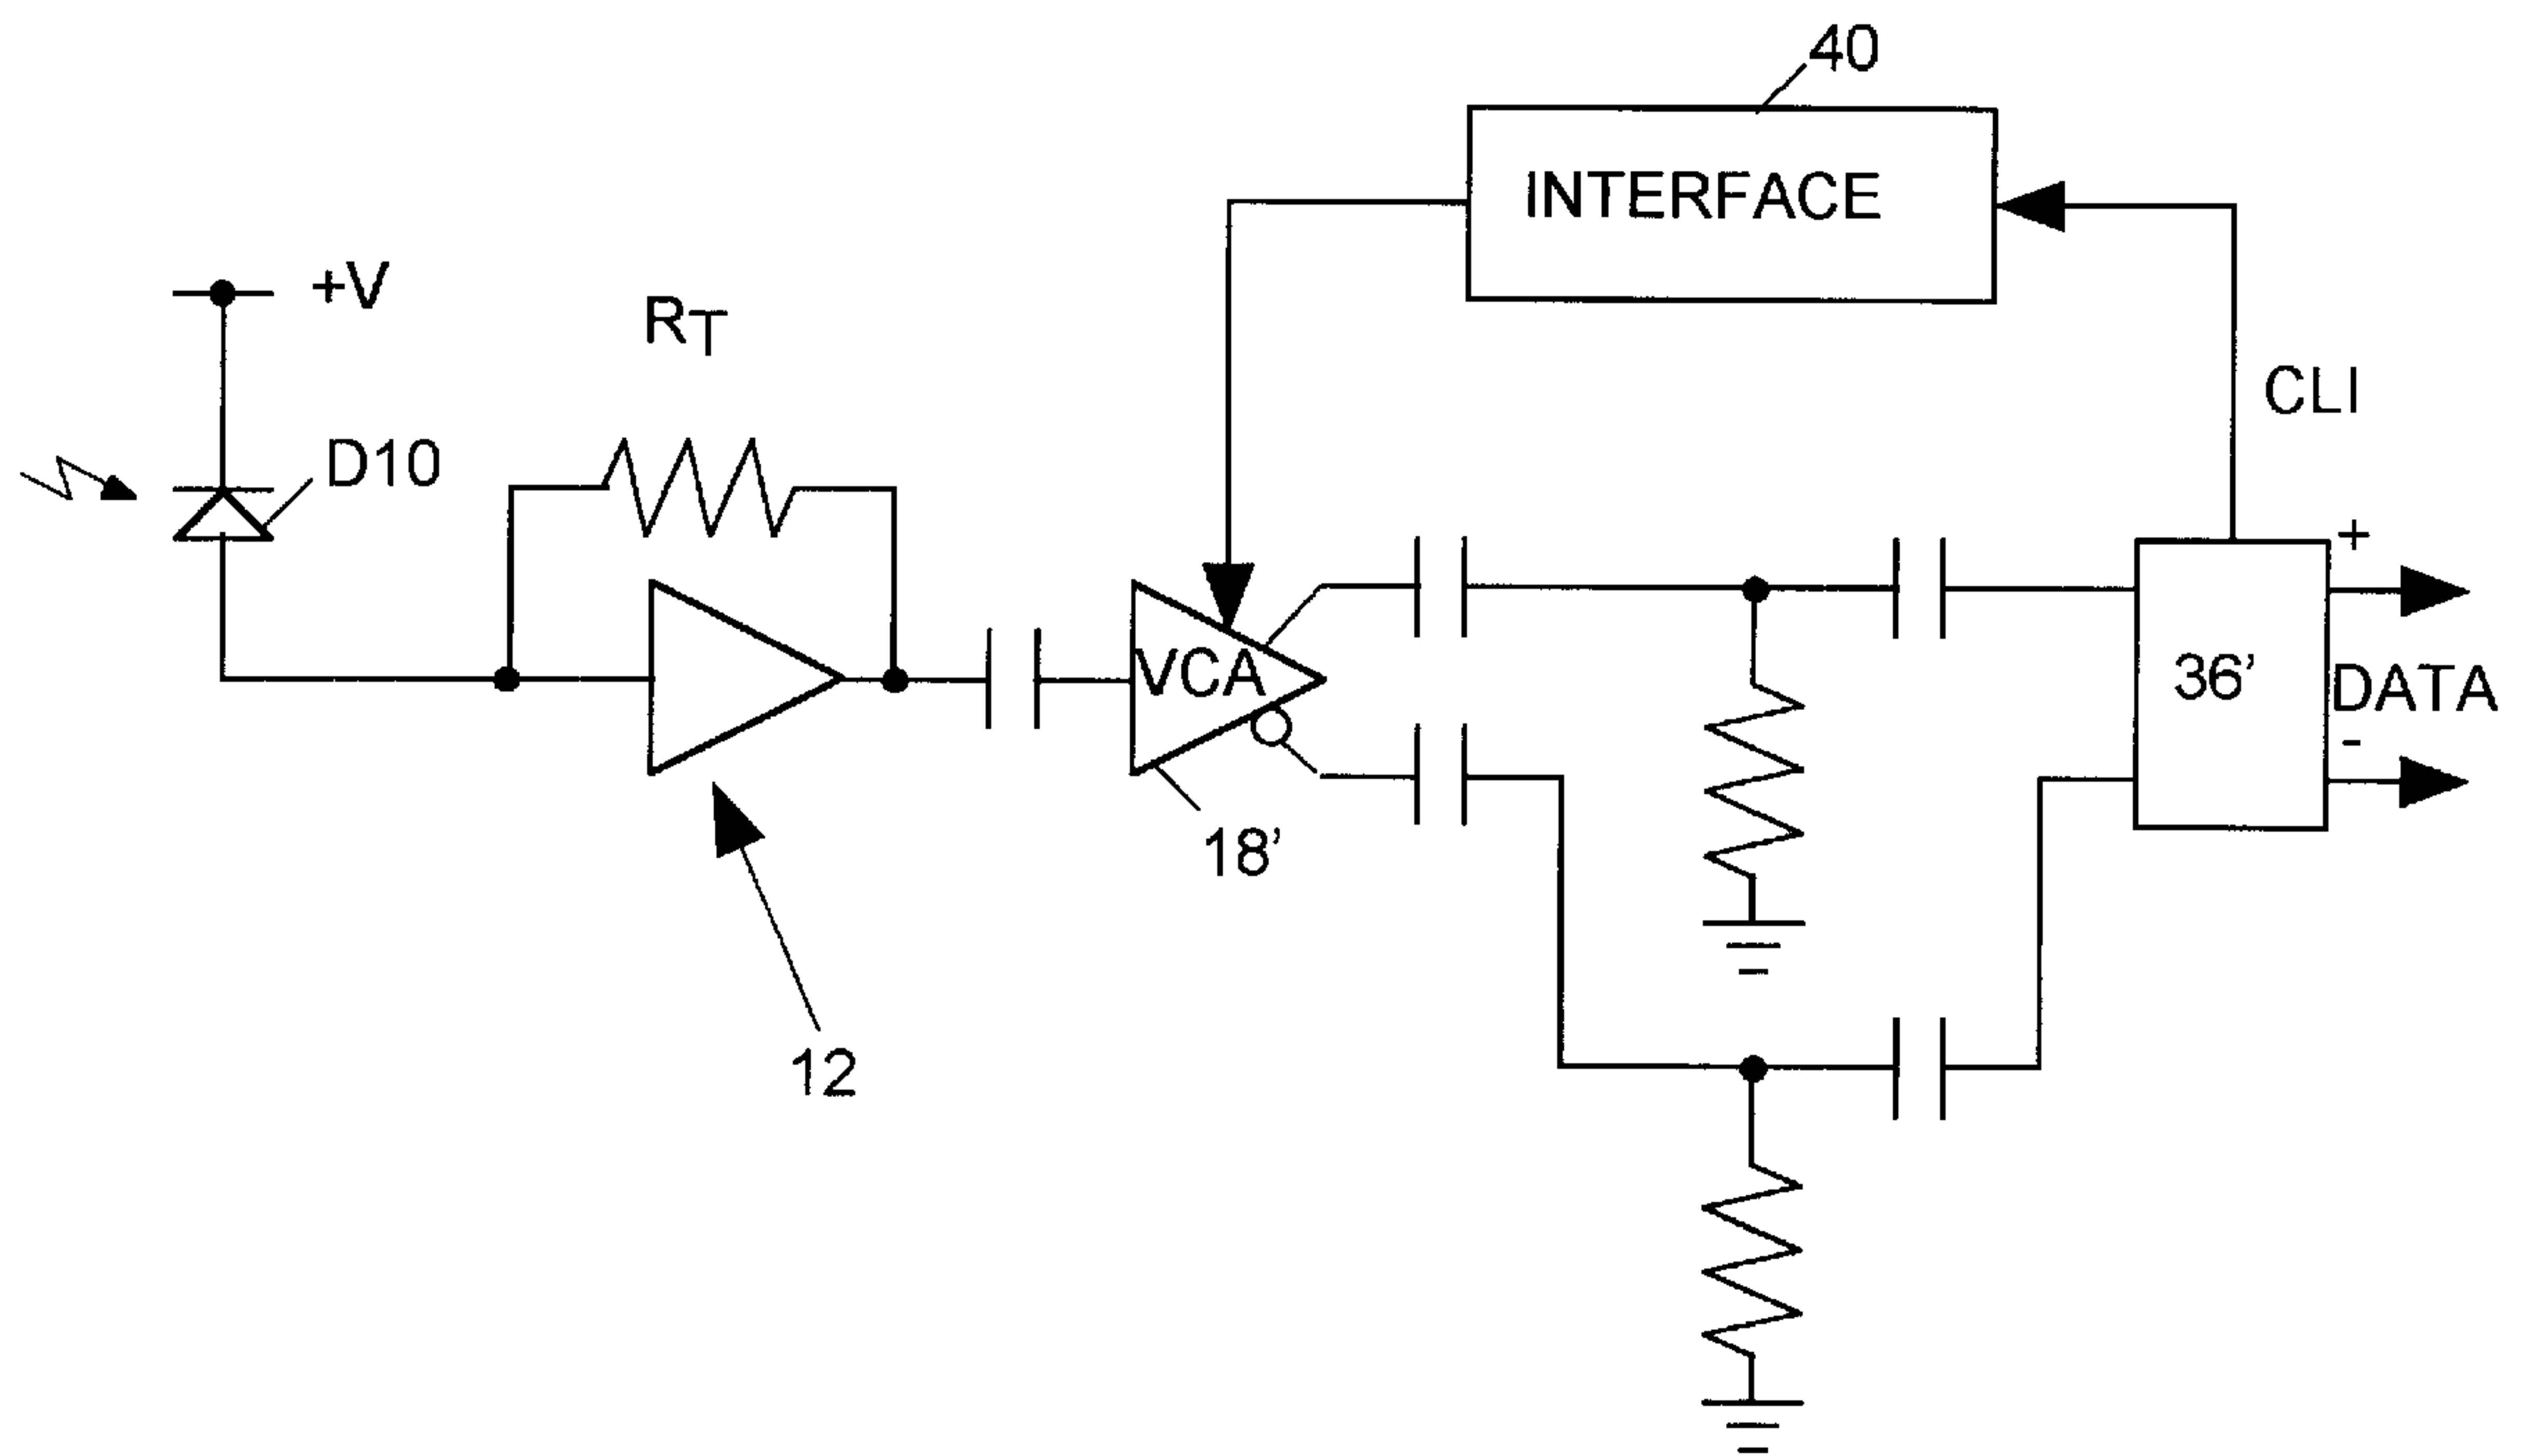 40
INTERFACE
+V
RT
CLI
D10
+
VCA
36'
DATA
-
18'
12